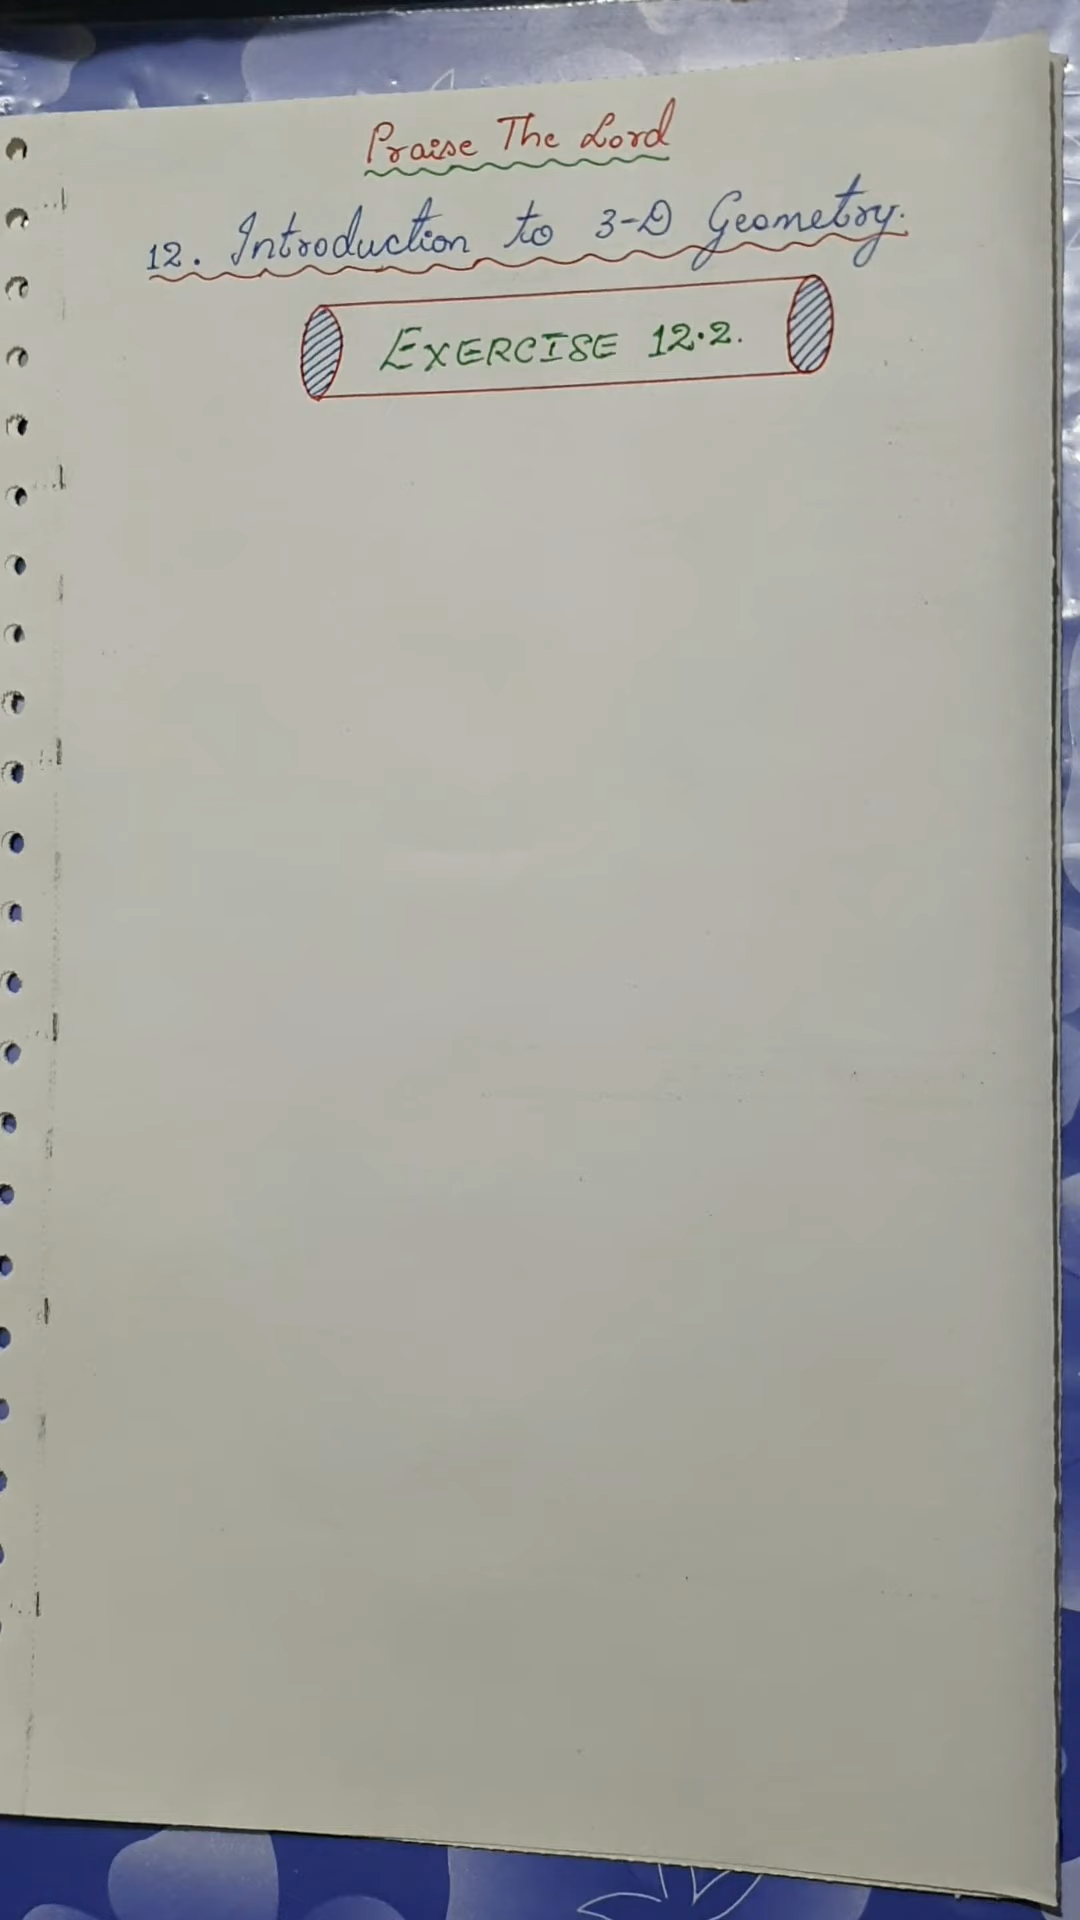 Praise The Lord
12. Introduction to 3-D Geometry.
EXERCISE 12.2.